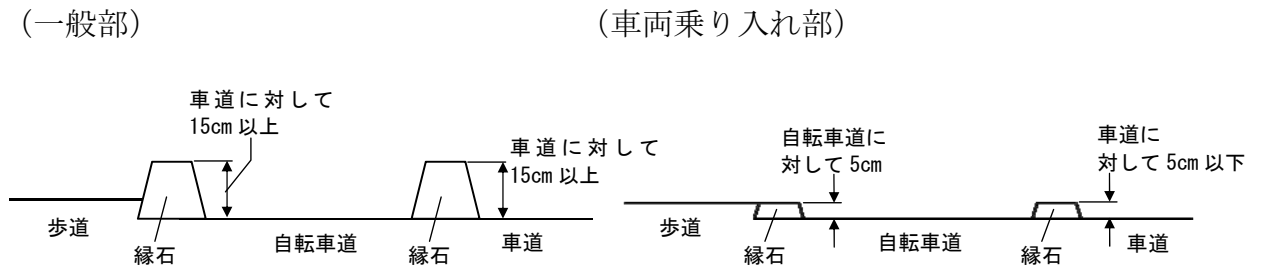 （一般部）
（車両乗り入れ部）
車道に対して
15cm 以上
車道に対して
15cm 以上
歩道
縁石
自転車道
縁石
車道
自転車道に
対して 5cm
車道に
対して 5cm 以下
歩道
縁石
自転車道
縁石
車道